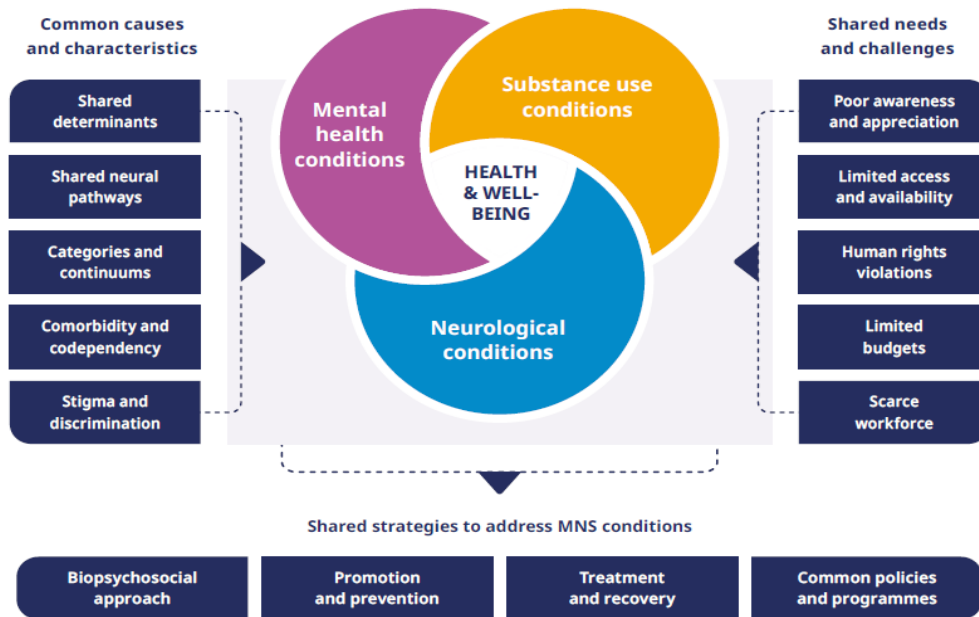 Common causes
and characteristics
Shared
determinants
Shared neural
pathways
Categories and
continuums
Comorbidity and
codependency
Stigma and
discrimination
Mental
health
conditions
Substance use
conditions
HEALTH
& WELL-
BEING
Neurological
conditions
Shared needs
and challenges
Poor awareness
and appreciation
Limited access
and availability
Human rights
violations
Limited
budgets
Scarce
workforce
Shared strategies to address MNS conditions
Biopsychosocial
approach
Promotion
and prevention
Treatment
and recovery
Common policies
and programmes